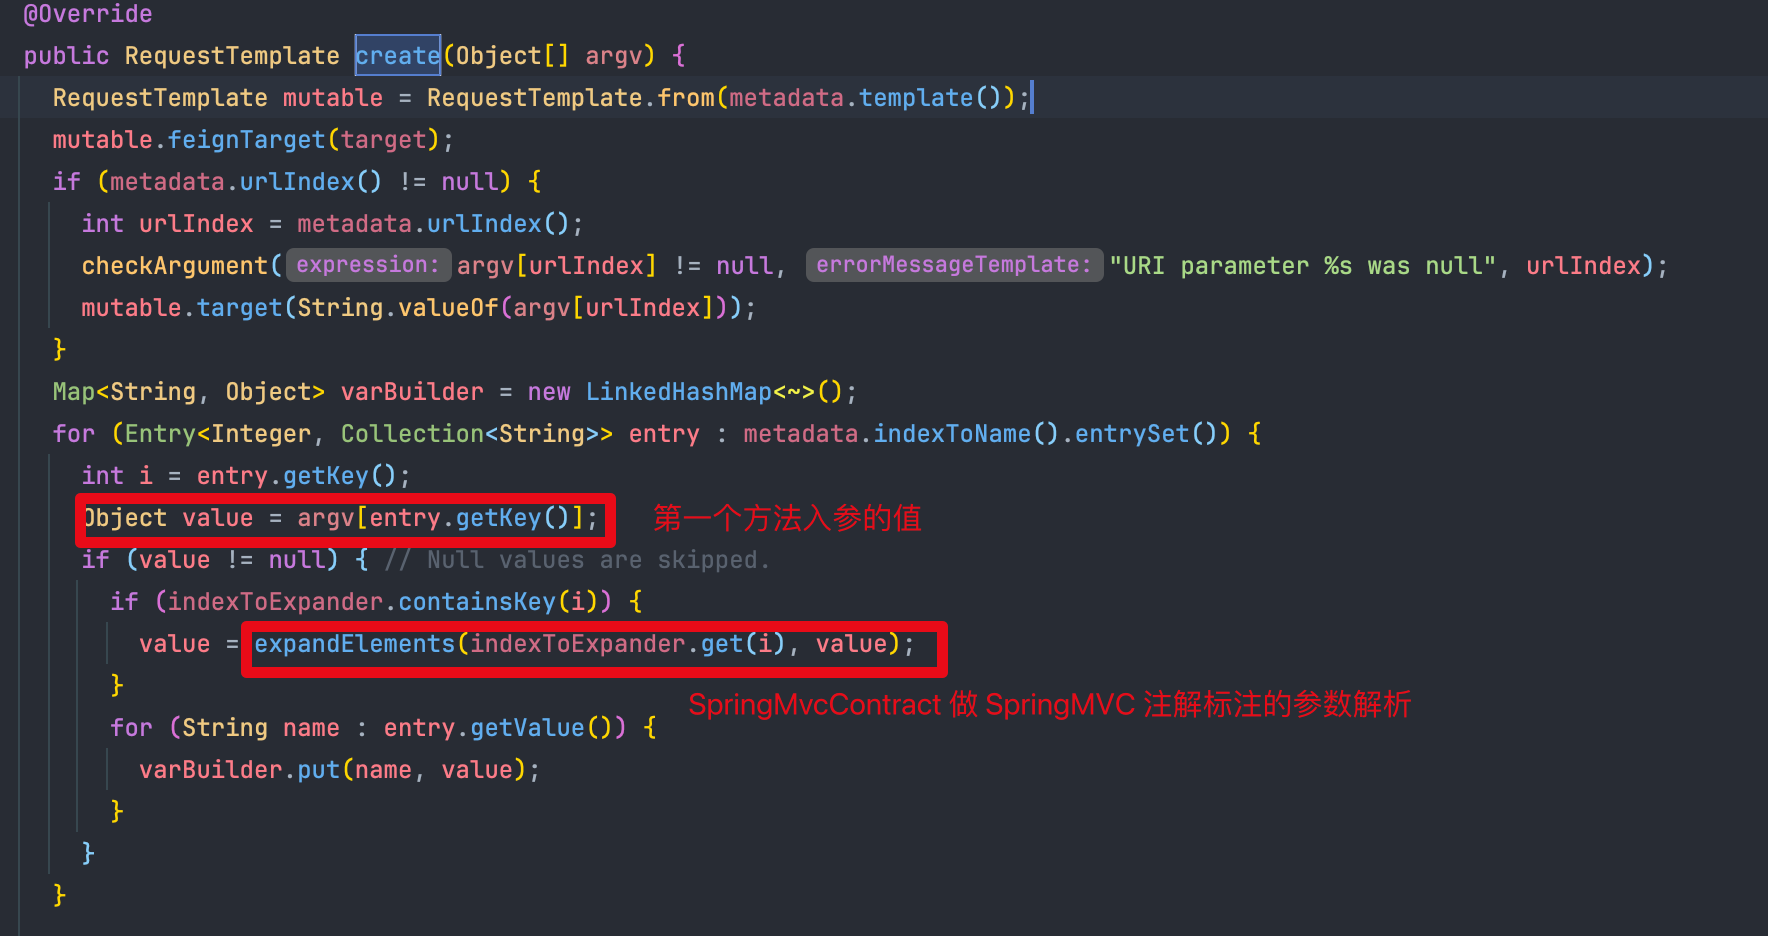 @Override
public RequestTemplate create(Object[] argv) {
RequestTemplate mutable = RequestTemplate.from(metadata.template());
mutable.feignTarget(target);
if (metadata.urlIndex() != null) {
int urlIndex = metadata.urlIndex();
checkArgument( expression: argv[urlIndex] != null, errorMessageTemplate: "URI parameter %s was null", urlIndex);
mutable.target(String.valueOf(argv[urlIndex]));
}
Map<String, Object> varBuilder = new LinkedHashMap<~>();
for (Entry<Integer, Collection<String>> entry : metadata.indexToName().entrySet()) {
int i = entry.getKey();
Object value = argv[entry.getKey()]; 第一个方法入参的值
if (value != null) { // Null values are skipped.
if (indexToExpander.containsKey(i)) {
value = expandElements(indexToExpander.get(i), value);
}
SpringMvcContract 做 SpringMVC 注解标注的参数解析
for (String name : entry.getValue()) {
varBuilder.put(name, value);
}
}
}